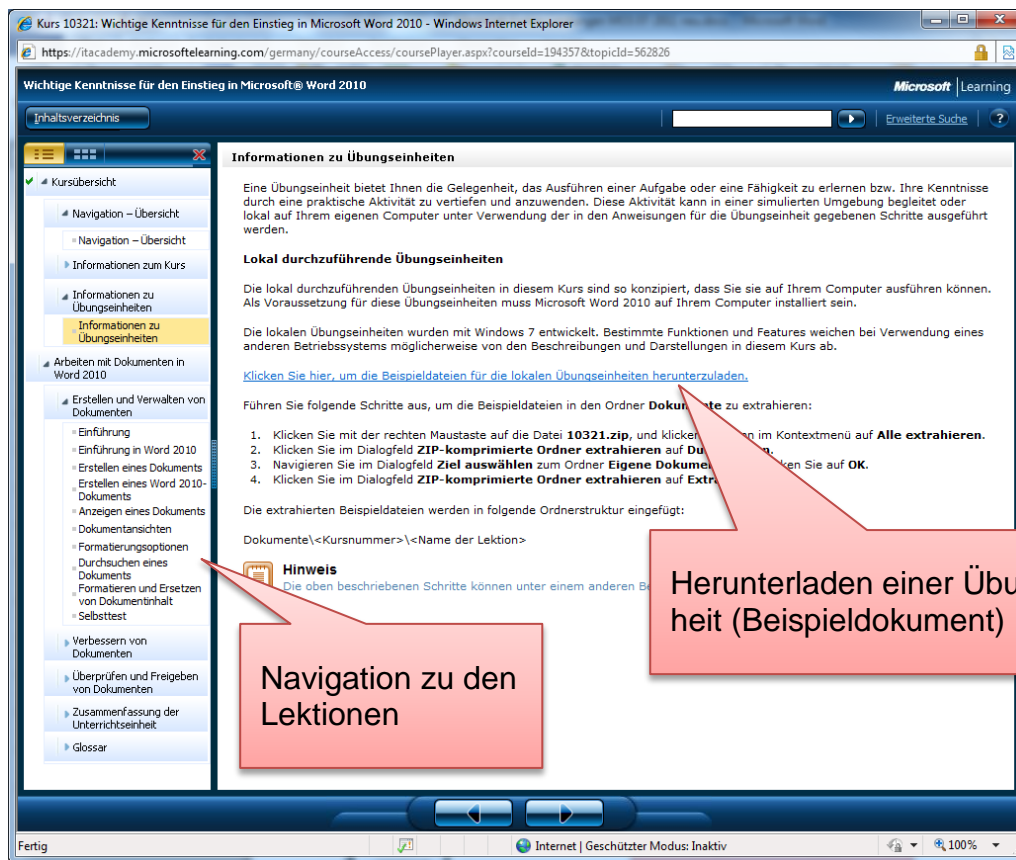 Kurs 10321: Wichtige Kenntnisse für den Einstieg in Microsoft Word 2010 - Windows Internet Explorer
https://itacademy.microsoftelearning.com/germany/courseAccess/coursePlayer.aspx?courseId=194357&topicId=562826
Wichtige Kenntnisse für den Einstieg in Microsoft® Word 2010
Microsoft | Learning
Inhaltsverzeichnis
Erweiterte Suche
?
Kursübersicht
Navigation – Übersicht
Navigation – Übersicht
Informationen zum Kurs
Informationen zu
Übungseinheiten
Informationen zu
Übungseinheiten
Arbeiten mit Dokumenten in
Word 2010
Erstellen und Verwalten von
Dokumenten
Einführung
Einführung in Word 2010
Erstellen eines Dokuments
Erstellen eines Word 2010-
Dokuments
Anzeigen eines Dokuments
Dokumentansichten
Formatierungsoptionen
Durchsuchen eines
Dokuments
Formatieren und Ersetzen
von Dokumentinhalt
Selbsttest
Verbessern von
Dokumenten
Überprüfen und Freigeben
von Dokumenten
Zusammenfassung der
Unterrichtseinheit
Glossar
Informationen zu Übungseinheiten
Eine Übungseinheit bietet Ihnen die Gelegenheit, das Ausführen einer Aufgabe oder eine Fähigkeit zu erlernen bzw. Ihre Kenntnisse
durch eine praktische Aktivität zu vertiefen und anzuwenden. Diese Aktivität kann in einer simulierten Umgebung begleitet oder
lokal auf Ihrem eigenen Computer unter Verwendung der in den Anweisungen für die Übungseinheit gegebenen Schritte ausgeführt
werden.
Lokal durchzuführende Übungseinheiten
Die lokal durchzuführenden Übungseinheiten in diesem Kurs sind so konzipiert, dass Sie sie auf Ihrem Computer ausführen können.
Als Voraussetzung für diese Übungseinheiten muss Microsoft Word 2010 auf Ihrem Computer installiert sein.
Die lokalen Übungseinheiten wurden mit Windows 7 entwickelt. Bestimmte Funktionen und Features weichen bei Verwendung eines
anderen Betriebssystems möglicherweise von den Beschreibungen und Darstellungen in diesem Kurs ab.
Klicken Sie hier, um die Beispieldateien für die lokalen Übungseinheiten herunterzuladen.
Führen Sie folgende Schritte aus, um die Beispieldateien in den Ordner Dokumente zu extrahieren:
1. Klicken Sie mit der rechten Maustaste auf die Datei 10321.zip, und klicken im Kontextmenü auf Alle extrahieren.
2. Klicken Sie im Dialogfeld ZIP-komprimierte Ordner extrahieren auf
3. Navigieren Sie im Dialogfeld Ziel auswählen zum Ordner Eigene Sie auf OK.
4. Klicken Sie im Dialogfeld ZIP-komprimierte Ordner extrahieren auf
Die extrahierten Beispieldateien werden in folgende Ordnerstruktur eingefügt:
Dokumente\<Kursnummer>\<Name der Lektion>
Hinweis
Die oben beschriebenen Schritte können unter einem anderen
Herunterladen einer Übu
heit (Beispieldokument)
Navigation zu den
Lektionen
Fertig
Internet | Geschützter Modus: Inaktiv
100%